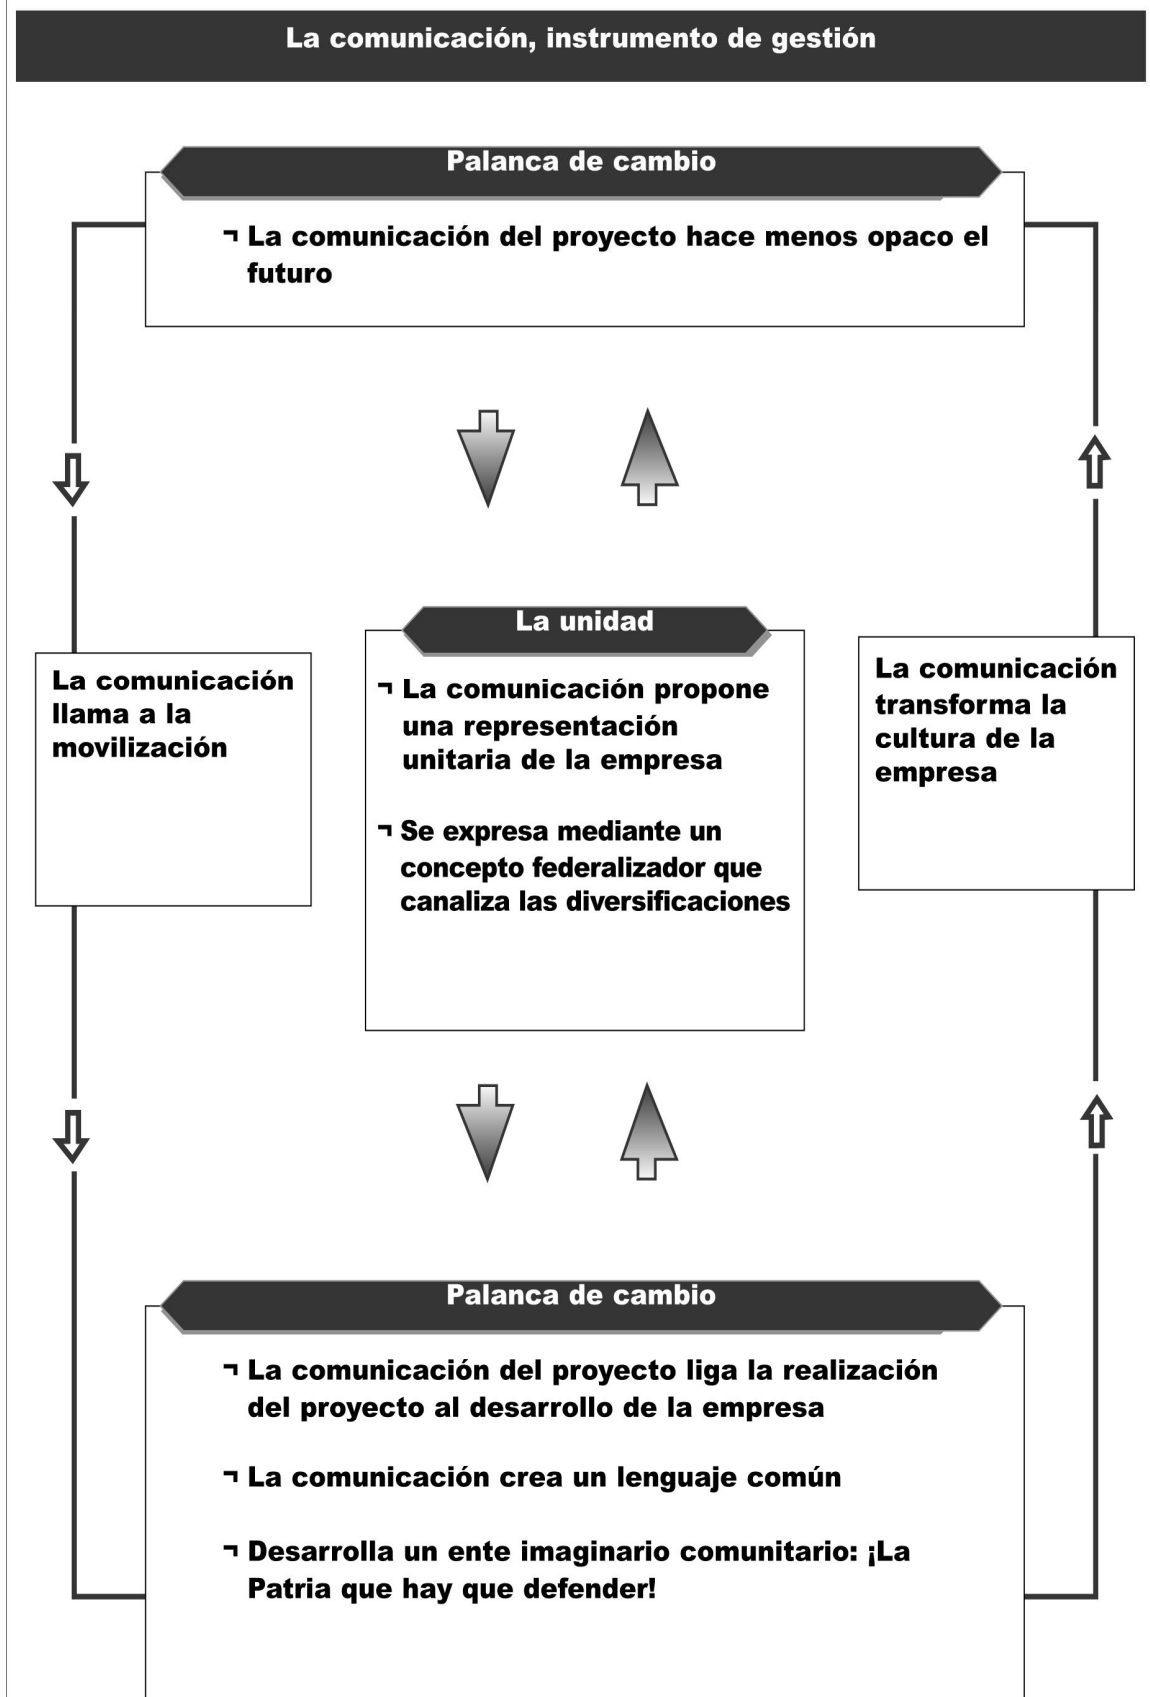 La comunicación, instrumento de gestión
Palanca de cambio
¬ La comunicación del proyecto hace menos opaco el
futuro
La comunicación
llama a la
movilización
La unidad
¬ La comunicación propone
una representación
unitaria de la empresa
¬ Se expresa mediante un
concepto federalizador que
canaliza las diversificaciones
La comunicación
transforma la
cultura de la
empresa
Palanca de cambio
¬ La comunicación del proyecto liga la realización
del proyecto al desarrollo de la empresa
¬ La comunicación crea un lenguaje común
¬ Desarrolla un ente imaginario comunitario: ¡La
Patria que hay que defender!